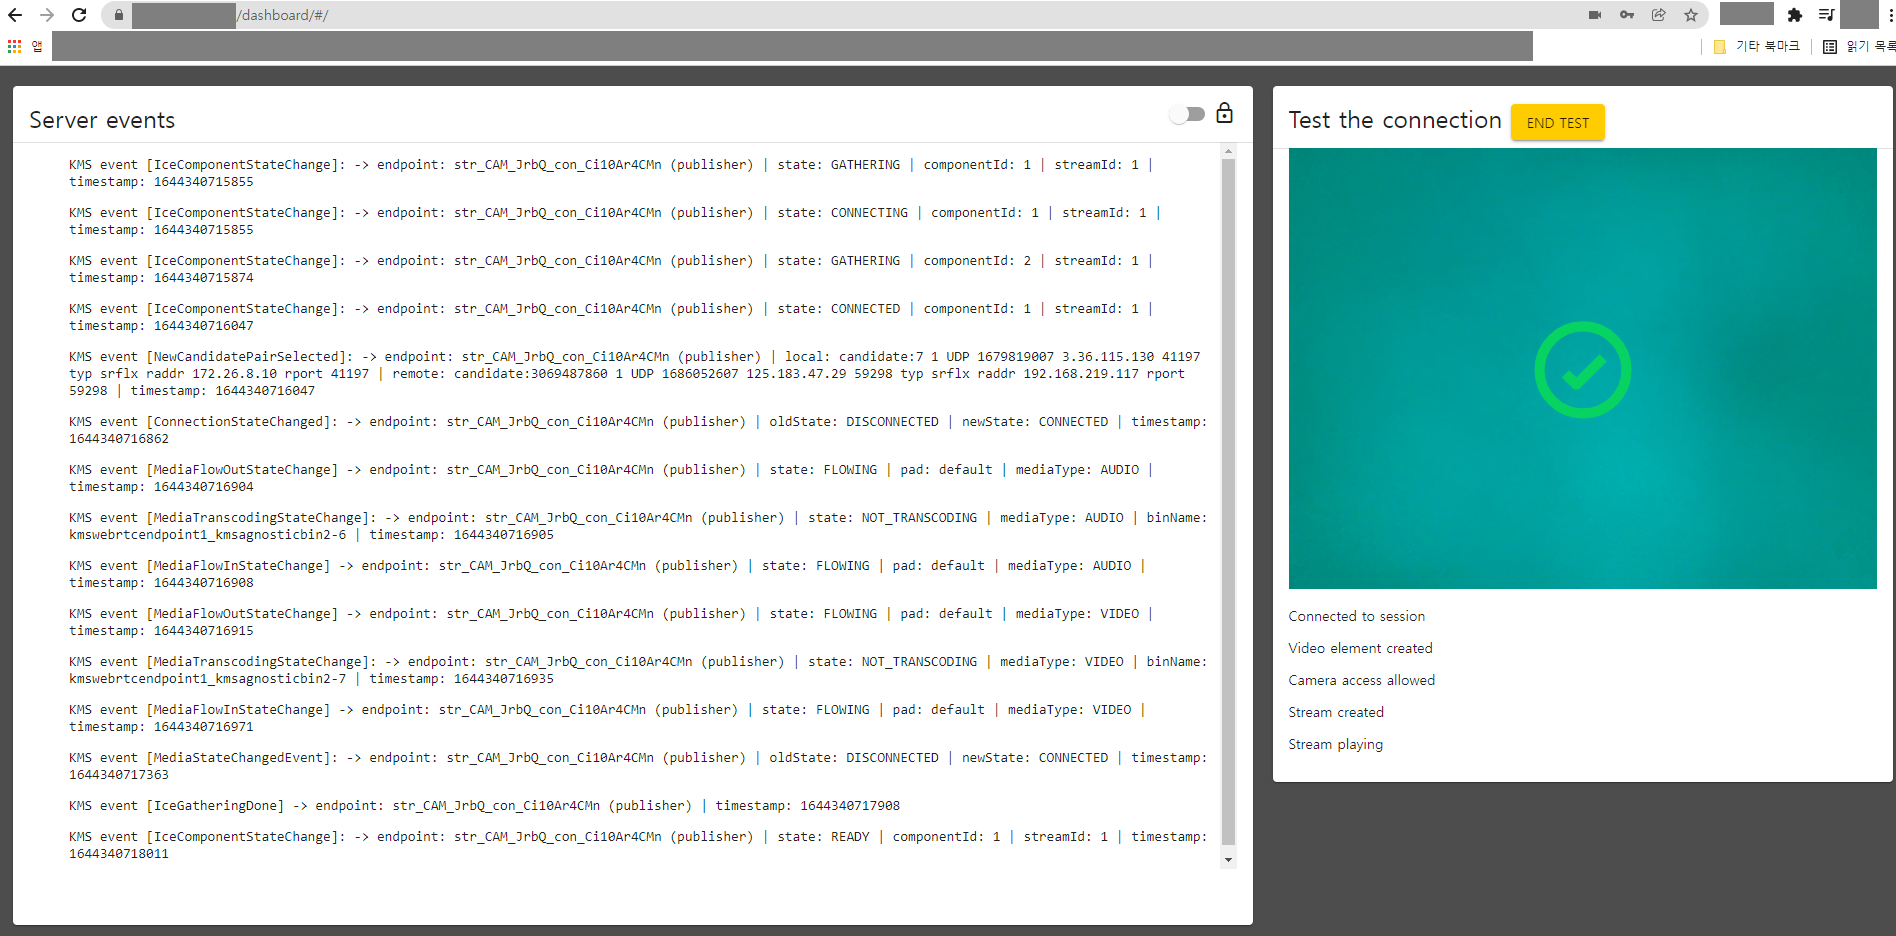 /dashboard/#/
앱
기타 북마크
읽기 목록
Server events
KMS event [IceComponentStateChange]: -> endpoint: str_CAM_JrbQ_con_Ci10Ar4CMn (publisher) | state: GATHERING | componentId: 1 | streamId: 1 |
timestamp: 1644340715855
KMS event [IceComponentStateChange]: -> endpoint: str_CAM_JrbQ_con_Ci10Ar4CMn (publisher) | state: CONNECTING | componentId: 1 | streamId: 1 |
timestamp: 1644340715855
KMS event [IceComponentStateChange]: -> endpoint: str_CAM_JrbQ_con_Ci10Ar4CMn (publisher) | state: GATHERING | componentId: 2 | streamId: 1 |
timestamp: 1644340715874
KMS event [IceComponentStateChange]: -> endpoint: str_CAM_JrbQ_con_Ci10Ar4CMn (publisher) | state: CONNECTED | componentId: 1 | streamId: 1 |
timestamp: 1644340716047
KMS event [NewCandidatePairSelected]: -> endpoint: str_CAM_JrbQ_con_Ci10Ar4CMn (publisher) | local: candidate:7 1 UDP 1679819007 3.36.115.130 41197
typ srflx raddr 172.26.8.10 rport 41197 | remote: candidate:3069487860 1 UDP 1686052607 125.183.47.29 59298 typ srflx raddr 192.168.219.117 rport
59298 | timestamp: 1644340716047
KMS event [ConnectionStateChanged]: -> endpoint: str_CAM_JrbQ_con_Ci10Ar4CMn (publisher) | oldState: DISCONNECTED | newState: CONNECTED | timestamp:
1644340716862
KMS event [MediaFlowOutStateChange] -> endpoint: str_CAM_JrbQ_con_Ci10Ar4CMn (publisher) | state: FLOWING | pad: default | mediaType: AUDIO |
timestamp: 1644340716904
KMS event [MediaTranscodingStateChange]: -> endpoint: str_CAM_JrbQ_con_Ci10Ar4CMn (publisher) | state: NOT_TRANSCODING | mediaType: AUDIO | binName:
kmswebrtcendpoint1_kmsagnosticbin2-6 | timestamp: 1644340716905
KMS event [MediaFlowInStateChange] -> endpoint: str_CAM_JrbQ_con_Ci10Ar4CMn (publisher) | state: FLOWING | pad: default | mediaType: AUDIO |
timestamp: 1644340716908
KMS event [MediaFlowOutStateChange] -> endpoint: str_CAM_JrbQ_con_Ci10Ar4CMn (publisher) | state: FLOWING | pad: default | mediaType: VIDEO |
timestamp: 1644340716915
KMS event [MediaTranscodingStateChange]: -> endpoint: str_CAM_JrbQ_con_Ci10Ar4CMn (publisher) | state: NOT_TRANSCODING | mediaType: VIDEO | binName:
kmswebrtcendpoint1_kmsagnosticbin2-7 | timestamp: 1644340716935
KMS event [MediaFlowInStateChange] -> endpoint: str_CAM_JrbQ_con_Ci10Ar4CMn (publisher) | state: FLOWING | pad: default | mediaType: VIDEO |
timestamp: 1644340716971
KMS event [MediaStateChangedEvent]: -> endpoint: str_CAM_JrbQ_con_Ci10Ar4CMn (publisher) | oldState: DISCONNECTED | newState: CONNECTED | timestamp:
1644340717363
KMS event [IceGatheringDone] -> endpoint: str_CAM_JrbQ_con_Ci10Ar4CMn (publisher) | timestamp: 1644340717908
KMS event [IceComponentStateChange]: -> endpoint: str_CAM_JrbQ_con_Ci10Ar4CMn (publisher) | state: READY | componentId: 1 | streamId: 1 | timestamp:
1644340718011
Test the connection
END TEST
Connected to session
Video element created
Camera access allowed
Stream created
Stream playing